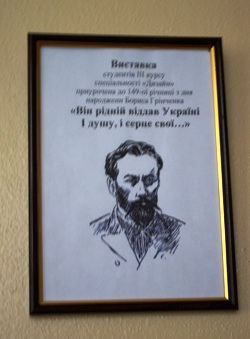 Виставка
студентів III курсу
спеціальності «Дизайн»
приурочена до 149-ої річниці з дня
народження Бориса Грінченка
«Він рідній віддав Україні
І душу, і серце свої...»